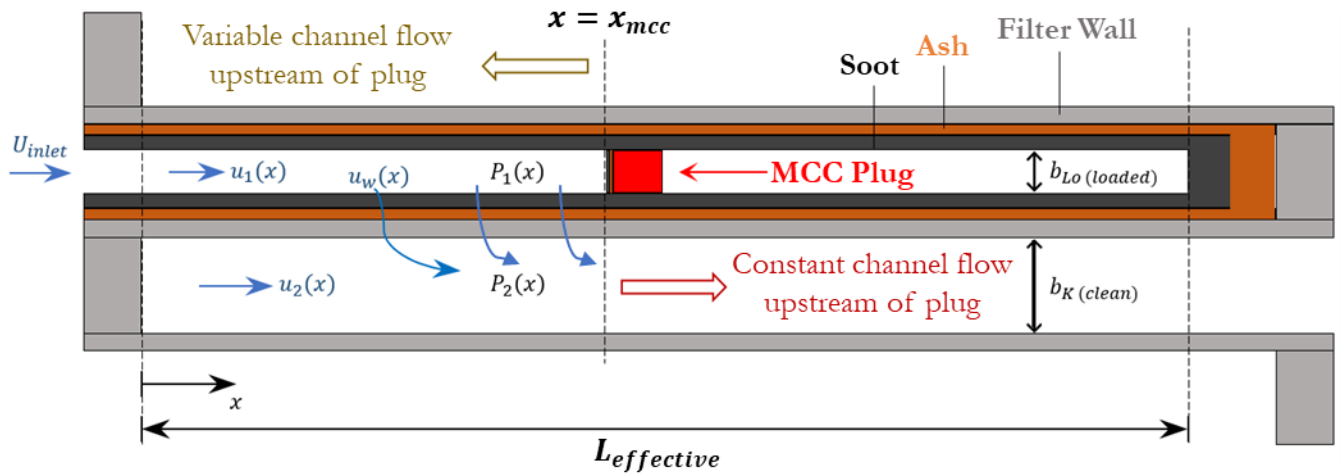 x = x_mcc
Variable channel flow
upstream of plug
Filter Wall
Ash
Soot
U_inlet
u_1(x)
u_w(x)
P_1(x)
MCC Plug
b_Lo (loaded)
u_2(x)
P_2(x)
Constant channel flow
upstream of plug
b_K (clean)
x
L_effective